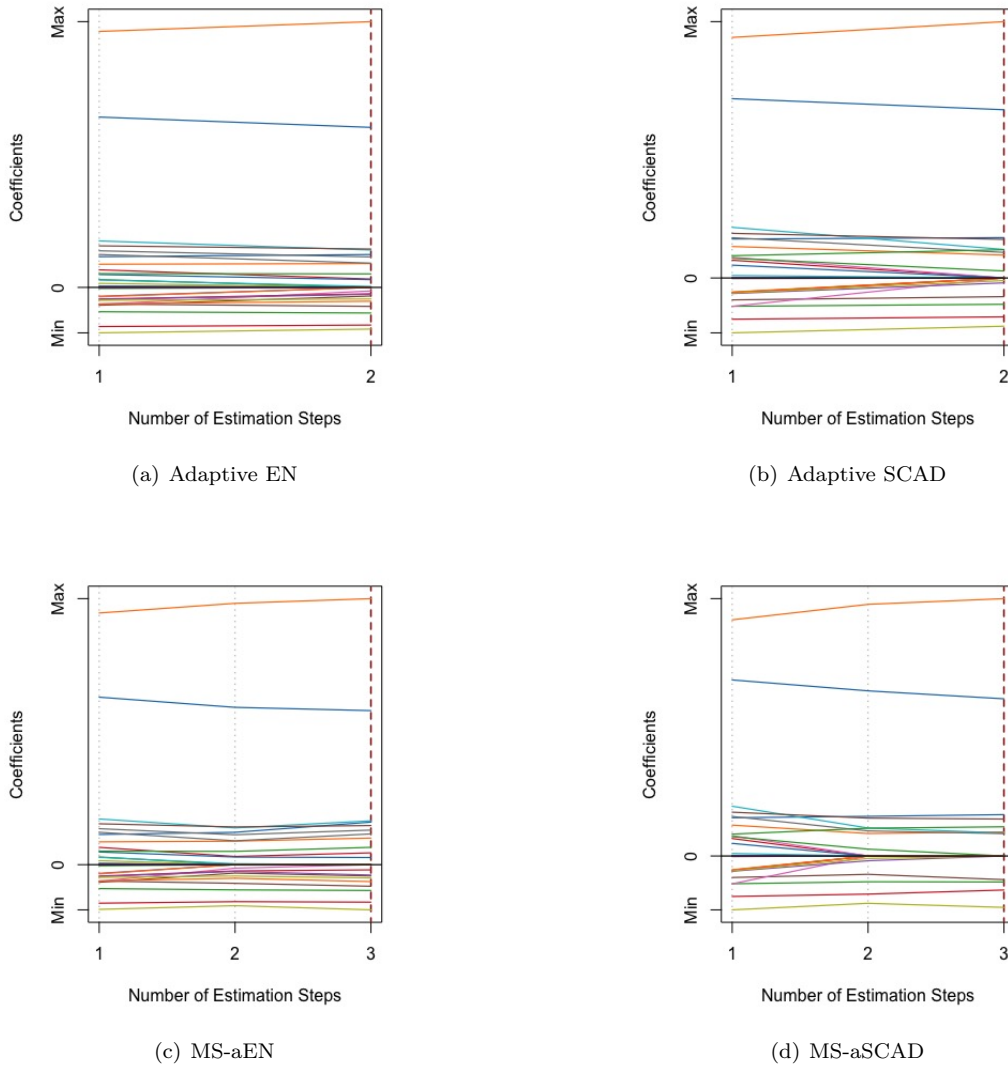 Max
Coefficients
0
Min
1
2
Number of Estimation Steps
(a) Adaptive EN
Max
Coefficients
0
Min
1
2
Number of Estimation Steps
(b) Adaptive SCAD
Max
Coefficients
0
Min
1
2
3
Number of Estimation Steps
(c) MS-aEN
Max
Coefficients
0
Min
1
2
3
Number of Estimation Steps
(d) MS-aSCAD